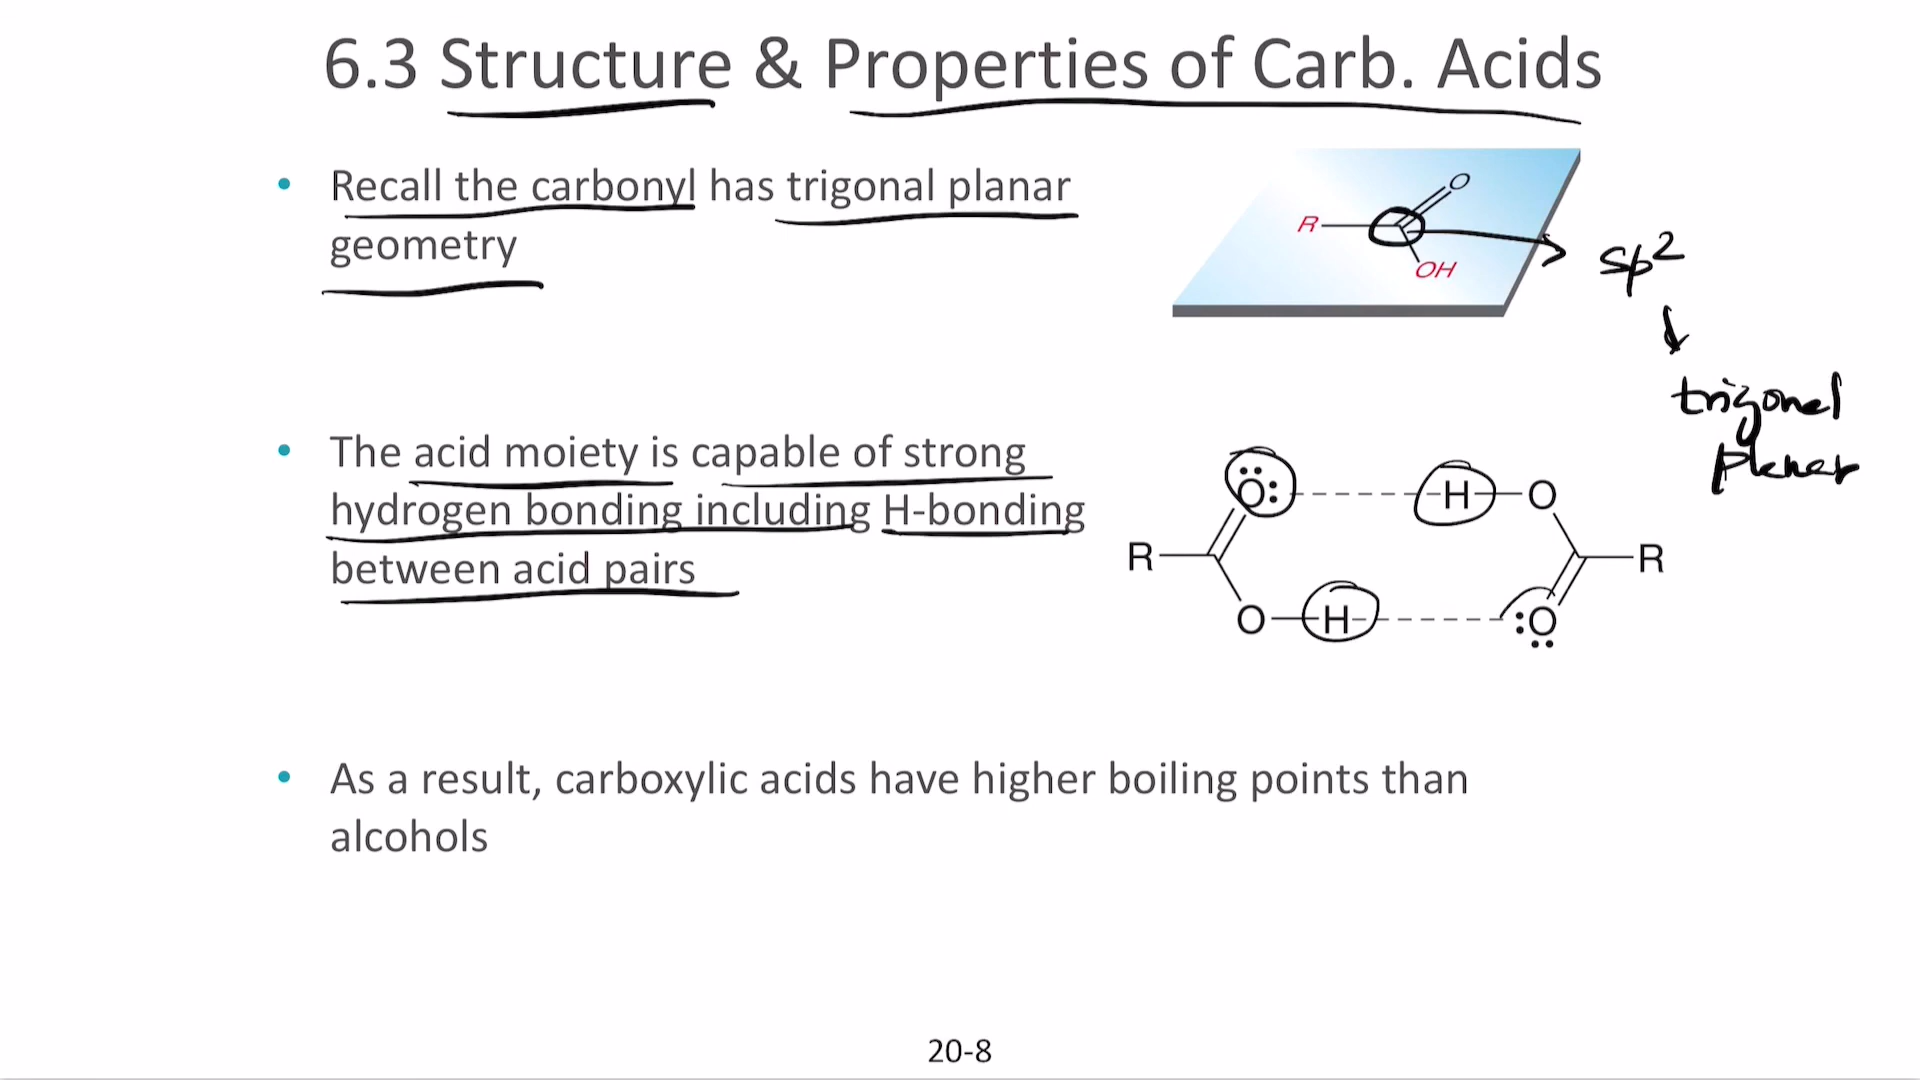 6.3 Structure & Properties of Carb. Acids
• Recall the carbonyl has trigonal planar
geometry
R
O
OH
sp²
trigonal
planar
• The acid moiety is capable of strong
hydrogen bonding including H-bonding
between acid pairs
O: H O
R R
O H :O
• As a result, carboxylic acids have higher boiling points than
alcohols
20-8